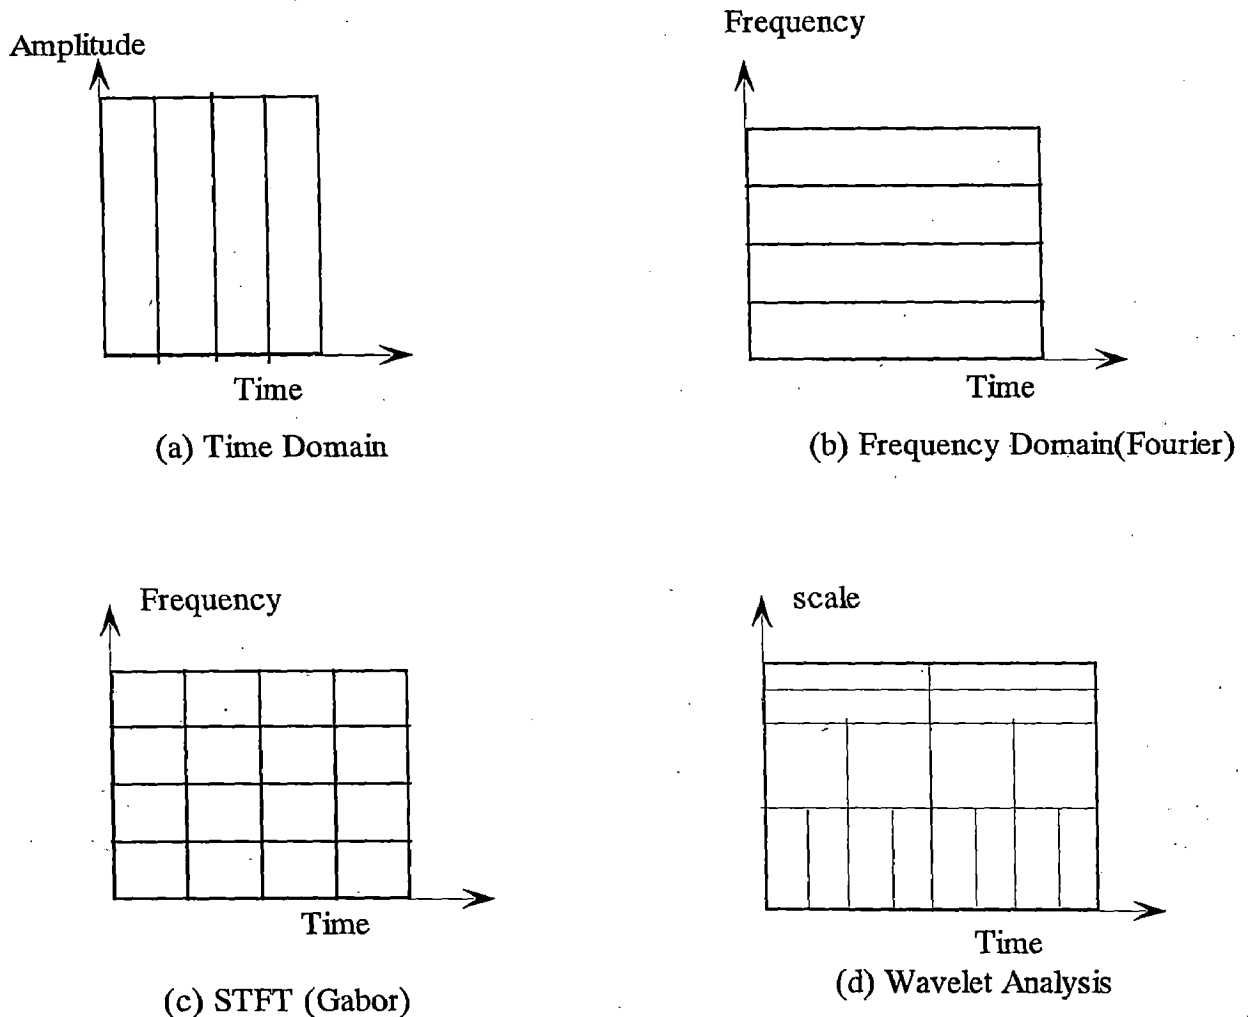 Amplitude
Time
(a) Time Domain
Frequency
Time
(b) Frequency Domain(Fourier)
Frequency
Time
(c) STFT (Gabor)
scale
Time
(d) Wavelet Analysis